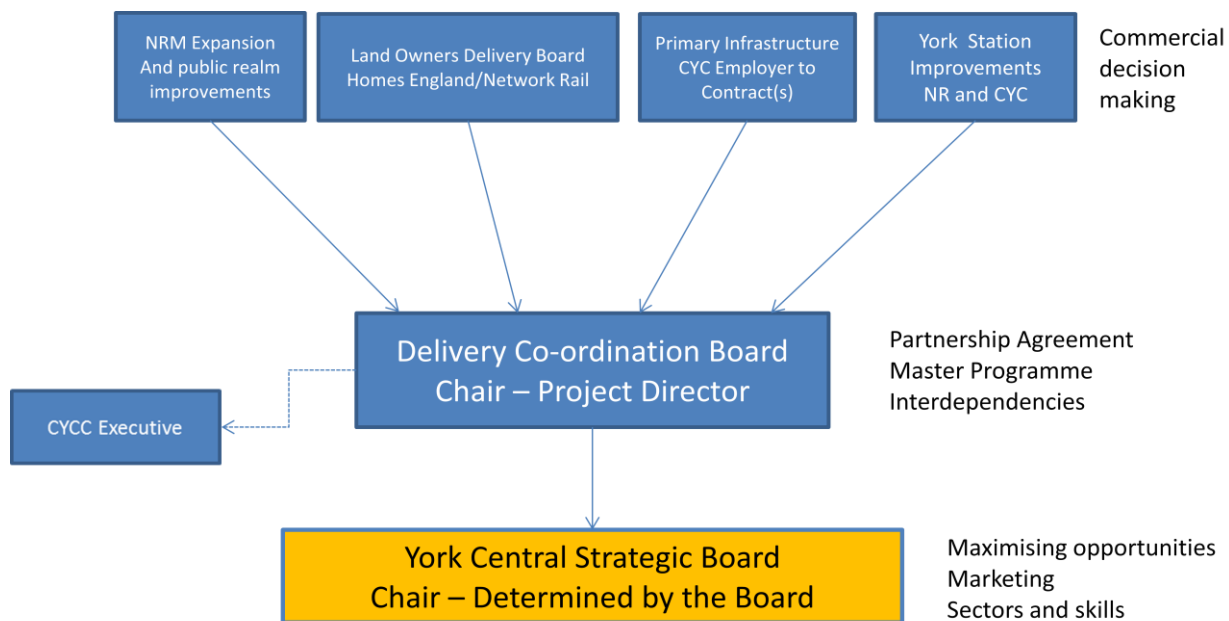 NRM Expansion
And public realm
improvements
Land Owners Delivery Board
Homes England/Network Rail
Primary Infrastructure
CYC Employer to
Contract(s)
York Station
Improvements
NR and CYC
Commercial
decision
making
Delivery Co-ordination Board
Chair – Project Director
Partnership Agreement
Master Programme
Interdependencies
CYCC Executive
York Central Strategic Board
Chair – Determined by the Board
Maximising opportunities
Marketing
Sectors and skills